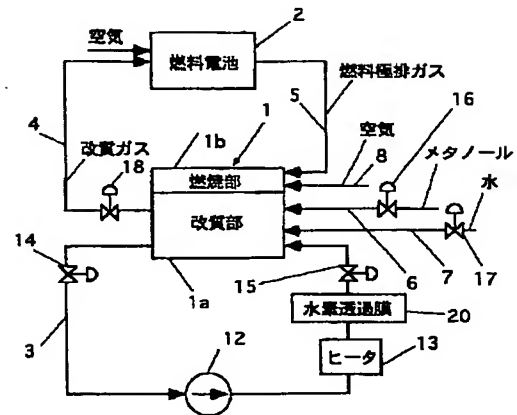 空気
2
燃料電池
燃料極排ガス
5
16
4
改質ガス
18
1b
1
空気
8
メタノール
水
燃焼部
改質部
14
1a
15
6
7
17
水素透過膜
20
3
12
ヒータ
13